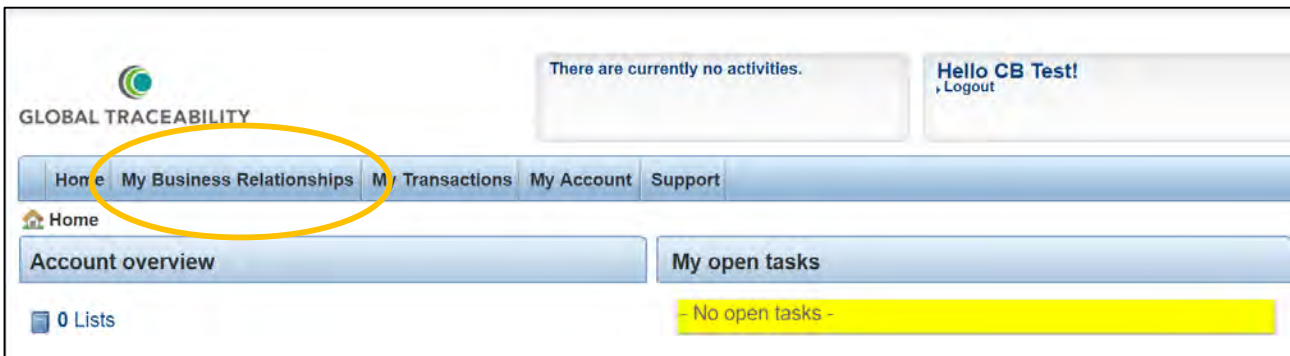 There are currently no activities.
Hello CB Test!
Logout
GLOBAL TRACEABILITY
Home My Business Relationships My Transactions My Account Support
Home
Account overview
My open tasks
0 Lists
- No open tasks -